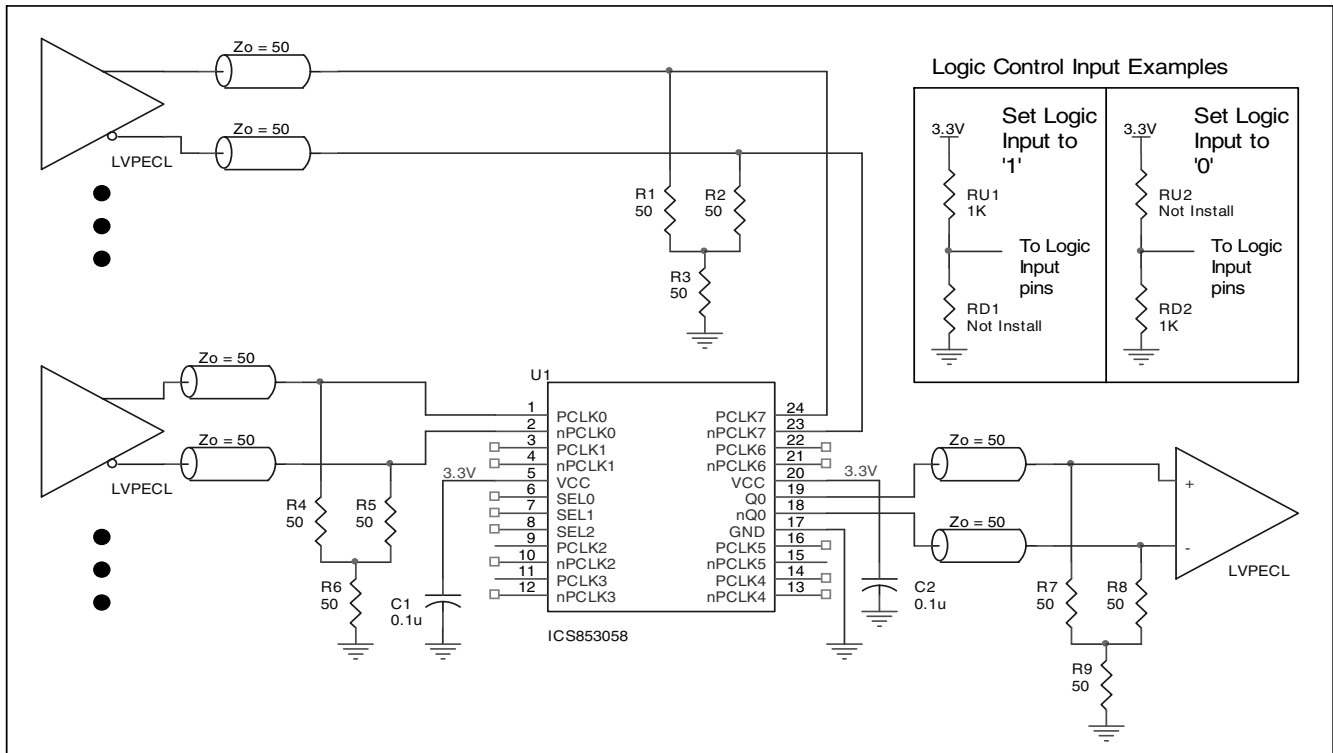 Zo = 50
Zo = 50
LVPECL
R1
50
R2
50
R3
50
Logic Control Input Examples
3.3V
Set Logic
Input to
'1'
RU1
1K
To Logic
Input
pins
RD1
Not Install
3.3V
Set Logic
Input to
'0'
RU2
Not Install
To Logic
Input
pins
RD2
1K
Zo = 50
Zo = 50
LVPECL
R4
50
R5
50
R6
50
3.3V
C1
0.1u
U1
1 PCLK0
2 nPCLK0
3 PCLK1
4 nPCLK1
5 VCC
6 SEL0
7 SEL1
8 SEL2
9 PCLK2
10 nPCLK2
11 PCLK3
12 nPCLK3
PCLK7 24
nPCLK7 23
PCLK6 22
nPCLK6 21
VCC 20
Q0 19
nQ0 18
GND 17
PCLK5 16
nPCLK5 15
PCLK4 14
nPCLK4 13
ICS853058
3.3V
C2
0.1u
Zo = 50
Zo = 50
+
-
LVPECL
R7
50
R8
50
R9
50